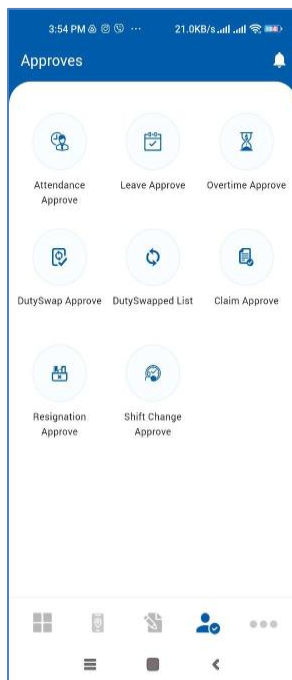 3:54 PM ... 21.0KB/s
Approves
Attendance
Approve
Leave Approve
Overtime Approve
DutySwap Approve
DutySwapped List
Claim Approve
Resignation
Approve
Shift Change
Approve